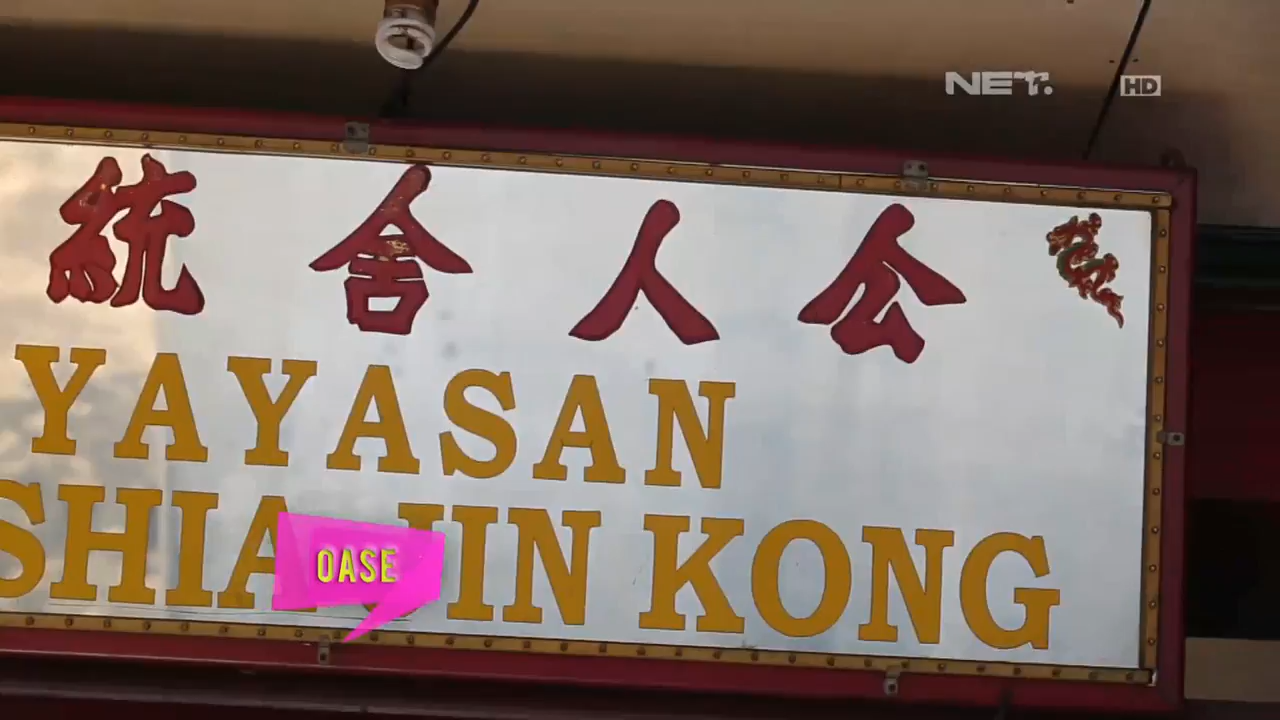 NET.
HD
統舍人公
YAYASAN
SHIA JIN KONG
OASE